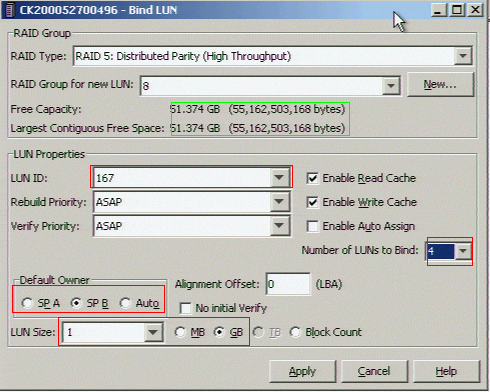 CK200052700496 - Bind LUN
RAID Group
RAID Type: RAID 5: Distributed Parity (High Throughput)
RAID Group for new LUN: 8 New...
Free Capacity: 51.374 GB (55,162,503,168 bytes)
Largest Contiguous Free Space: 51.374 GB (55,162,503,168 bytes)
LUN Properties
LUN ID: 167 Enable Read Cache
Rebuild Priority: ASAP Enable Write Cache
Verify Priority: ASAP Enable Auto Assign
Number of LUNs to Bind: 4
Default Owner Alignment Offset: 0 (LBA)
SP A SP B Auto No initial Verify
LUN Size: 1 MB GB TB Block Count
Apply Cancel Help